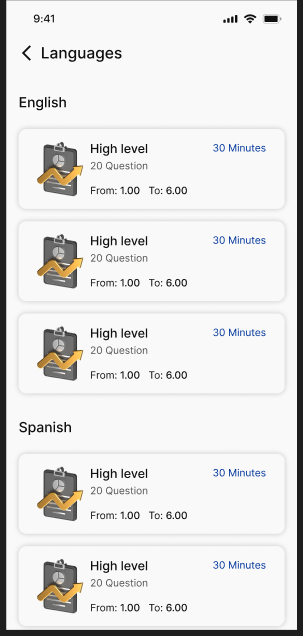 9:41
Languages
English
High level
30 Minutes
20 Question
From: 1.00 To: 6.00
High level
30 Minutes
20 Question
From: 1.00 To: 6.00
High level
30 Minutes
20 Question
From: 1.00 To: 6.00
Spanish
High level
30 Minutes
20 Question
From: 1.00 To: 6.00
High level
30 Minutes
20 Question
From: 1.00 To: 6.00